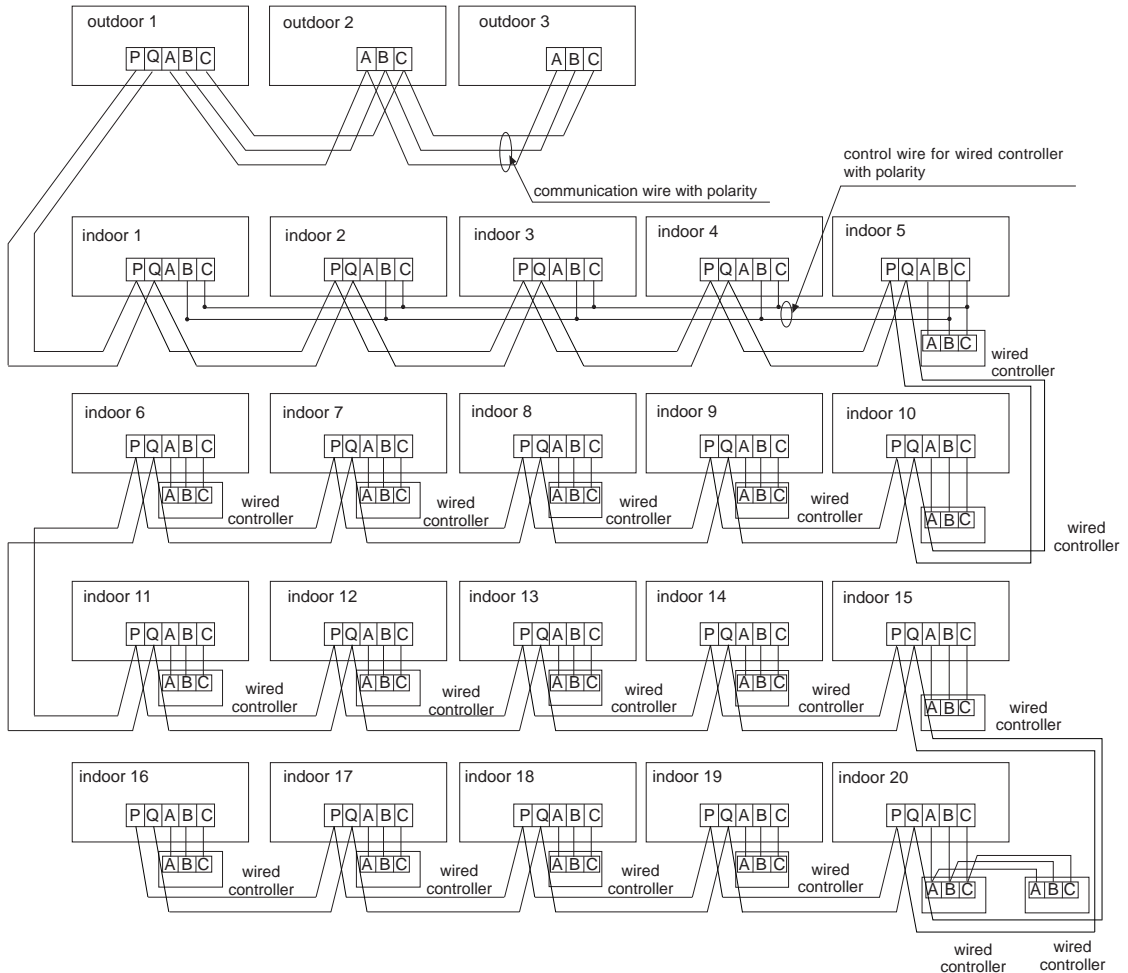 outdoor 1
outdoor 2
outdoor 3
P Q A B C
A B C
A B C
control wire for wired controller
with polarity
communication wire with polarity
indoor 1
indoor 2
indoor 3
indoor 4
indoor 5
P Q A B C
P Q A B C
P Q A B C
P Q A B C
P Q A B C
A B C
wired
controller
indoor 6
indoor 7
indoor 8
indoor 9
indoor 10
P Q A B C
P Q A B C
P Q A B C
P Q A B C
P Q A B C
A B C
wired
controller
A B C
wired
controller
A B C
wired
controller
A B C
wired
controller
A B C
wired
controller
indoor 11
indoor 12
indoor 13
indoor 14
indoor 15
P Q A B C
P Q A B C
P Q A B C
P Q A B C
P Q A B C
A B C
wired
controller
A B C
wired
controller
A B C
wired
controller
A B C
wired
controller
A B C
wired
controller
indoor 16
indoor 17
indoor 18
indoor 19
indoor 20
P Q A B C
P Q A B C
P Q A B C
P Q A B C
P Q A B C
A B C
wired
controller
A B C
wired
controller
A B C
wired
controller
A B C
wired
controller
A B C
A B C
wired
controller
wired
controller